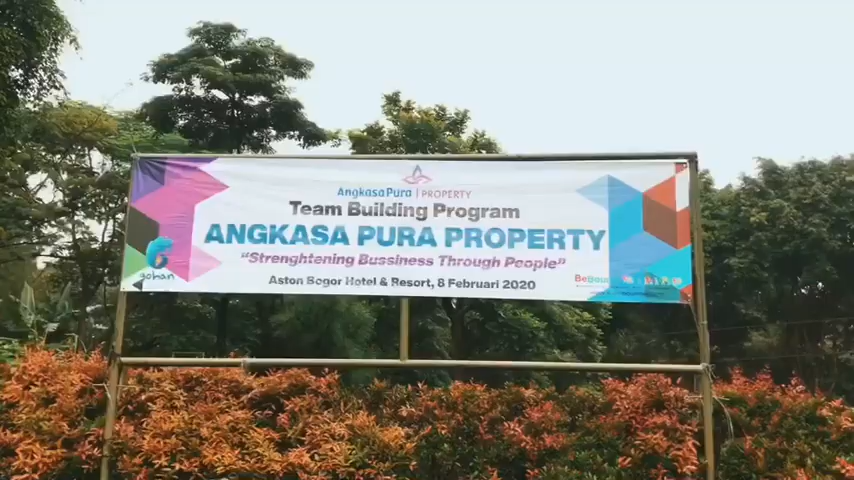 AngkasaPura | PROPERTY
Team Building Program
ANGKASA PURA PROPERTY
"Strenghtening Bussiness Through People"
Aston Bogor Hotel & Resort, 8 Februari 2020
gohan